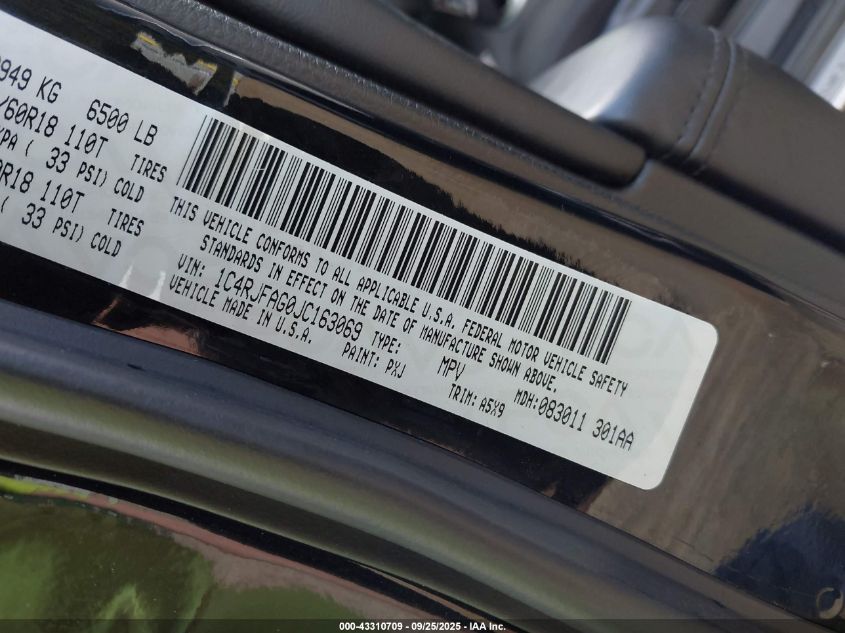 949 KG 6500 LB
/60R18 110T TIRES
PA ( 33 PSI) COLD
R18 110T TIRES
( 33 PSI) COLD
THIS VEHICLE CONFORMS TO ALL APPLICABLE U.S.A. FEDERAL MOTOR VEHICLE SAFETY
STANDARDS IN EFFECT ON THE DATE OF MANUFACTURE SHOWN ABOVE.
VIN: 1C4RJFAG0JC163069 TYPE: MPV MDH:083011 301AA
VEHICLE MADE IN U.S.A. PAINT: PXJ TRIM: A5X9
000-43310709 - 09/25/2025 - IAA Inc.